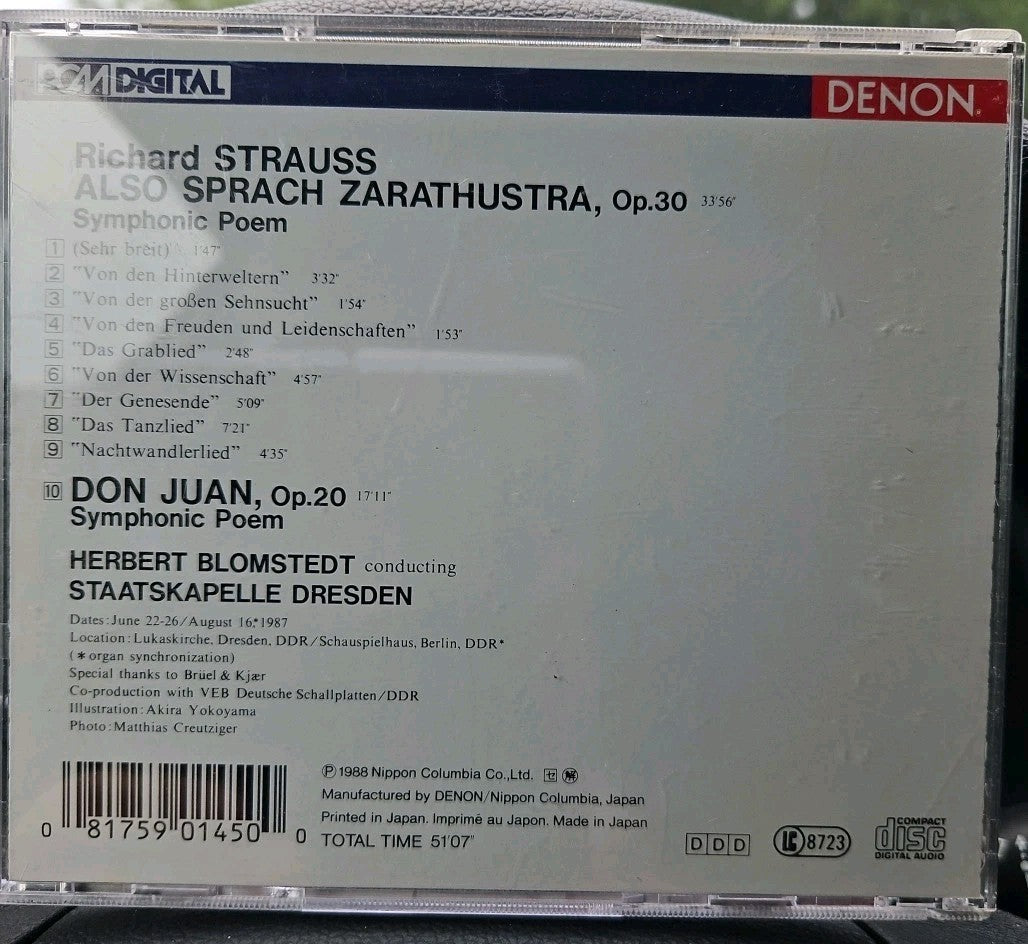 PCM DIGITAL
DENON
Richard STRAUSS
ALSO SPRACH ZARATHUSTRA, Op.30 33'56"
Symphonic Poem
1 (Sehr breit) 1'47"
2 "Von den Hinterweltern" 3'32"
3 "Von der großen Sehnsucht" 1'54"
4 "Von den Freuden und Leidenschaften" 1'53"
5 "Das Grablied" 2'48"
6 "Von der Wissenschaft" 4'57"
7 "Der Genesende" 5'09"
8 "Das Tanzlied" 7'21"
9 "Nachtwandlerlied" 4'35"
10 DON JUAN, Op.20 17'11"
Symphonic Poem
HERBERT BLOMSTEDT conducting
STAATSKAPELLE DRESDEN
Dates:June 22-26/August 16,*1987
Location:Lukaskirche, Dresden, DDR/Schauspielhaus, Berlin, DDR*
(*organ synchronization)
Special thanks to Brüel & Kjær
Co-production with VEB Deutsche Schallplatten/DDR
Illustration:Akira Yokoyama
Photo:Matthias Creutziger
0 81759 01450 0
Ⓟ1988 Nippon Columbia Co.,Ltd. セ 解
Manufactured by DENON/Nippon Columbia, Japan
Printed in Japan. Imprimé au Japon. Made in Japan
TOTAL TIME 51'07"
DDD
LC 8723
COMPACT
disc
DIGITAL AUDIO